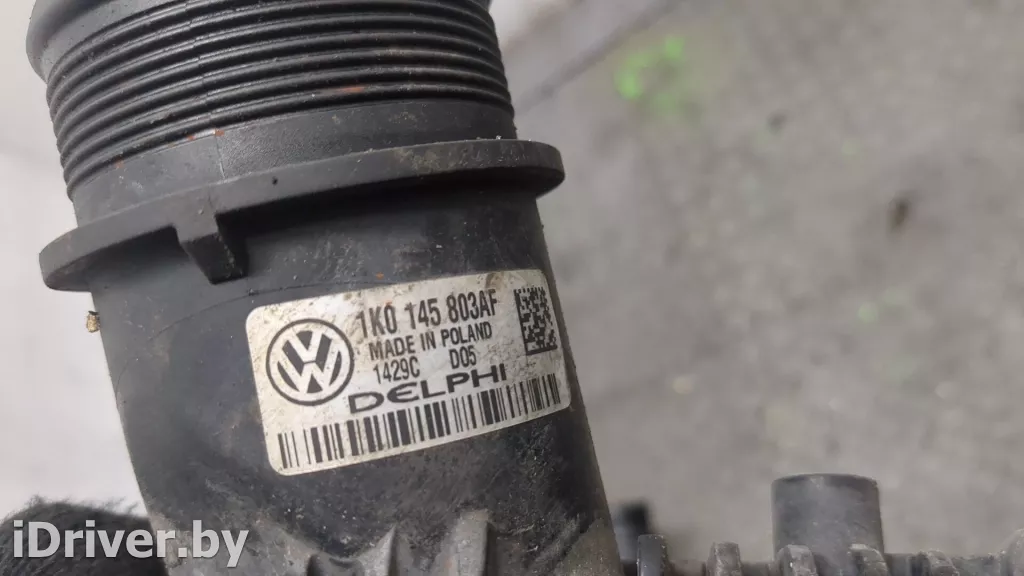 1K0 145 803AF
MADE IN POLAND
1429C D05
DELPHI
iDriver.by